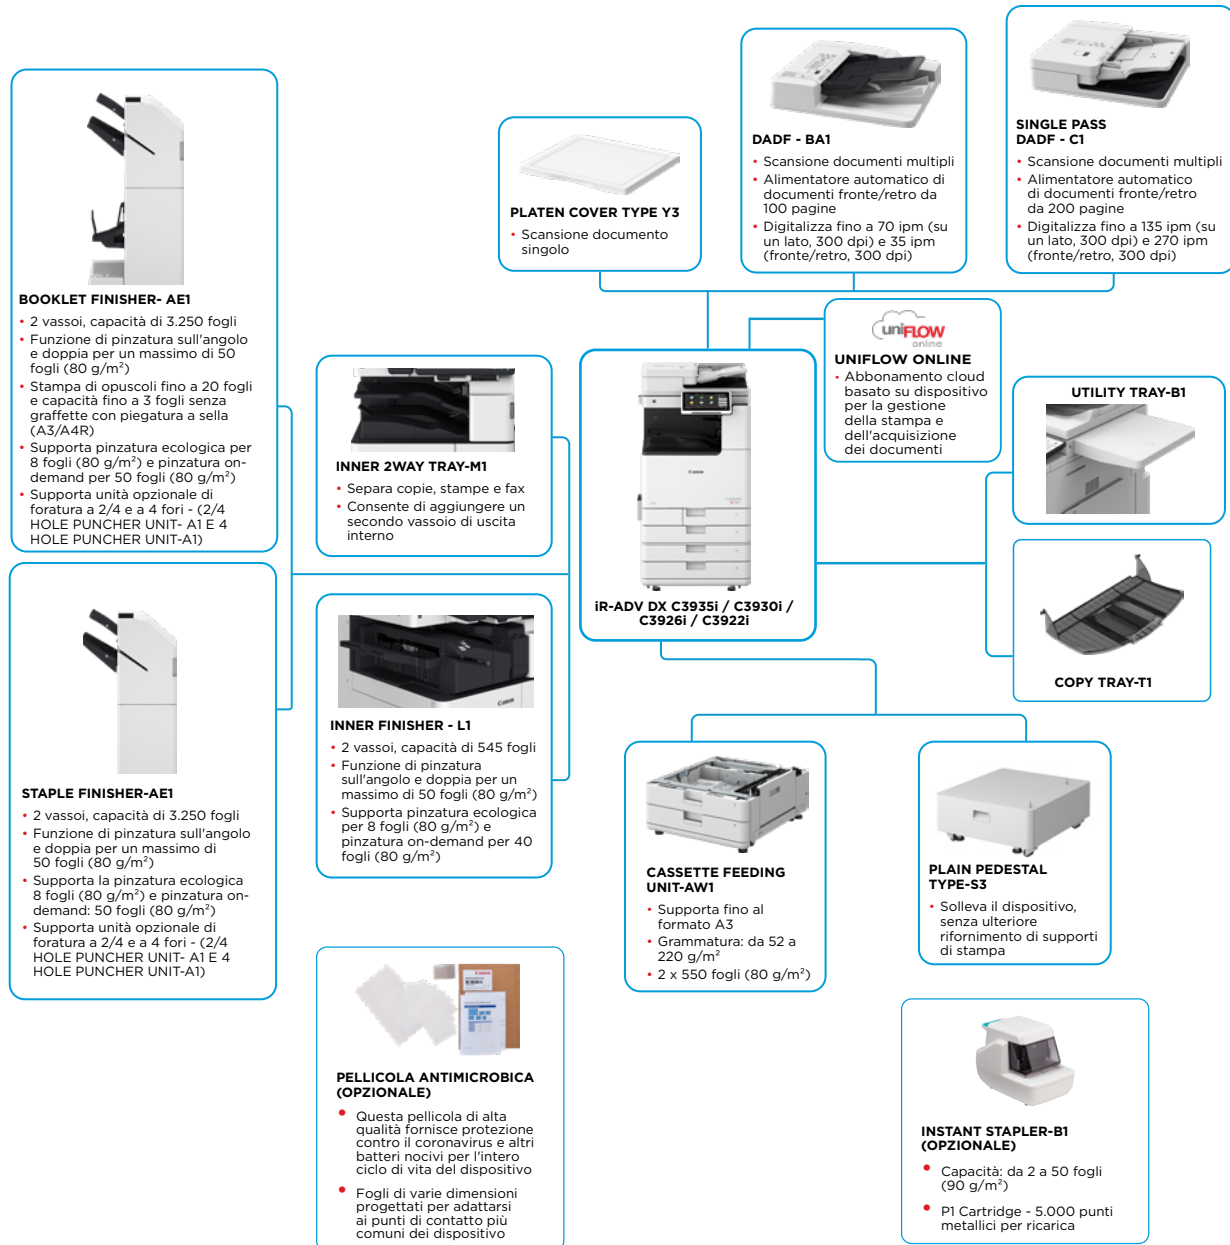 BOOKLET FINISHER- AE1
• 2 vassoi, capacità di 3.250 fogli
• Funzione di pinzatura sull'angolo
e doppia per un massimo di 50
fogli (80 g/m²)
• Stampa di opuscoli fino a 20 fogli
e capacità fino a 3 fogli senza
graffette con piegatura a sella
(A3/A4R)
• Supporta pinzatura ecologica per
8 fogli (80 g/m²) e pinzatura on-
demand per 50 fogli (80 g/m²)
• Supporta unità opzionale di
foratura a 2/4 e a 4 fori - (2/4
HOLE PUNCHER UNIT- A1 E 4
HOLE PUNCHER UNIT-A1)
STAPLE FINISHER-AE1
• 2 vassoi, capacità di 3.250 fogli
• Funzione di pinzatura sull'angolo
e doppia per un massimo di
50 fogli (80 g/m²)
• Supporta la pinzatura ecologica
8 fogli (80 g/m²) e pinzatura on-
demand: 50 fogli (80 g/m²)
• Supporta unità opzionale di
foratura a 2/4 e a 4 fori - (2/4
HOLE PUNCHER UNIT- A1 E 4
HOLE PUNCHER UNIT-A1)
INNER 2WAY TRAY-M1
• Separa copie, stampe e fax
• Consente di aggiungere un
secondo vassoio di uscita
interno
Canon
INNER FINISHER - L1
• 2 vassoi, capacità di 545 fogli
• Funzione di pinzatura
sull'angolo e doppia per un
massimo di 50 fogli (80 g/m²)
• Supporta pinzatura ecologica
per 8 fogli (80 g/m²) e
pinzatura on-demand per 40
fogli (80 g/m²)
Canon
PELLICOLA ANTIMICROBICA
(OPZIONALE)
• Questa pellicola di alta
qualità fornisce protezione
contro il coronavirus e altri
batteri nocivi per l'intero
ciclo di vita del dispositivo
• Fogli di varie dimensioni
progettati per adattarsi
ai punti di contatto più
comuni dei dispositivo
PLATEN COVER TYPE Y3
• Scansione documento
singolo
DADF - BA1
• Scansione documenti multipli
• Alimentatore automatico di
documenti fronte/retro da
100 pagine
• Digitalizza fino a 70 ipm (su
un lato, 300 dpi) e 35 ipm
(fronte/retro, 300 dpi)
SINGLE PASS
DADF - C1
• Scansione documenti multipli
• Alimentatore automatico
di documenti fronte/retro
da 200 pagine
• Digitalizza fino a 135 ipm (su
un lato, 300 dpi) e 270 ipm
(fronte/retro, 300 dpi)
uniFLOW
online
UNIFLOW ONLINE
• Abbonamento cloud
basato su dispositivo
per la gestione
della stampa e
dell'acquisizione
dei documenti
Canon
iR-ADV DX C3935i / C3930i /
C3926i / C3922i
UTILITY TRAY-B1
COPY TRAY-T1
CASSETTE FEEDING
UNIT-AW1
• Supporta fino al
formato A3
• Grammatura: da 52 a
220 g/m²
• 2 x 550 fogli (80 g/m²)
PLAIN PEDESTAL
TYPE-S3
• Solleva il dispositivo,
senza ulteriore
rifornimento di supporti
di stampa
INSTANT STAPLER-B1
(OPZIONALE)
• Capacità: da 2 a 50 fogli
(90 g/m²)
• P1 Cartridge - 5.000 punti
metallici per ricarica